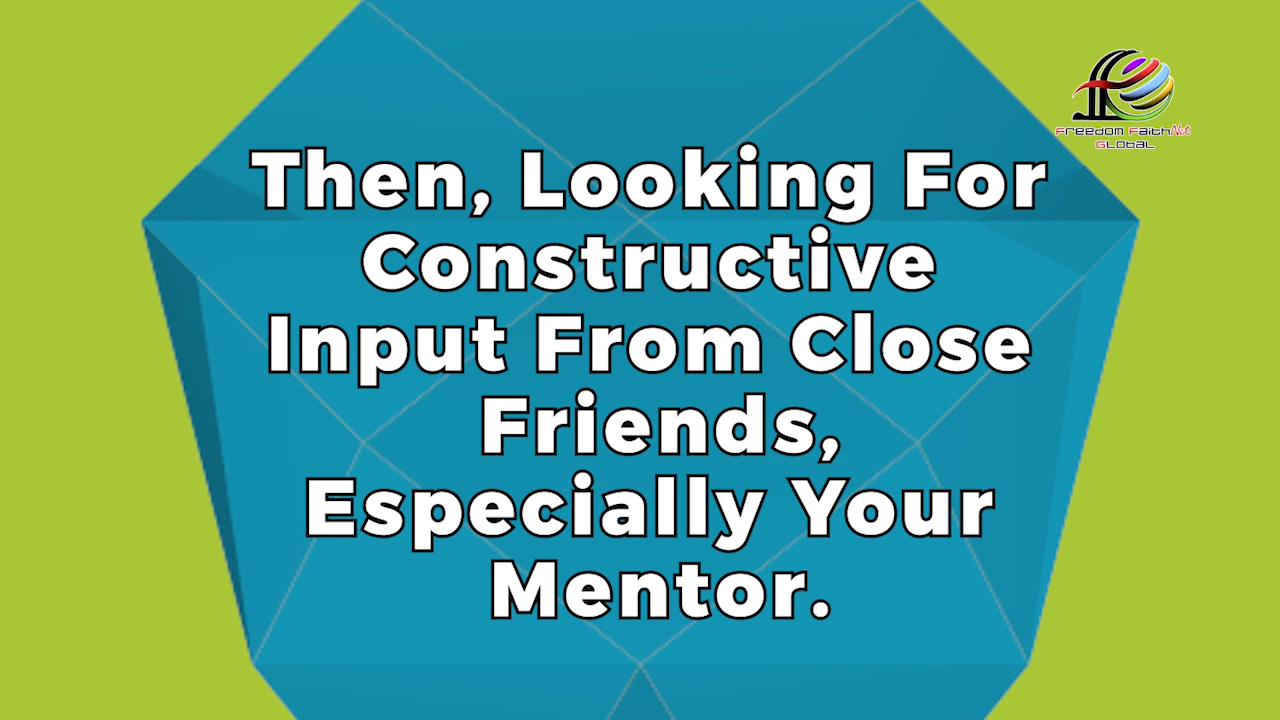 Freedom FaithNet
Global
Then, Looking For
Constructive
Input From Close
Friends,
Especially Your
Mentor.